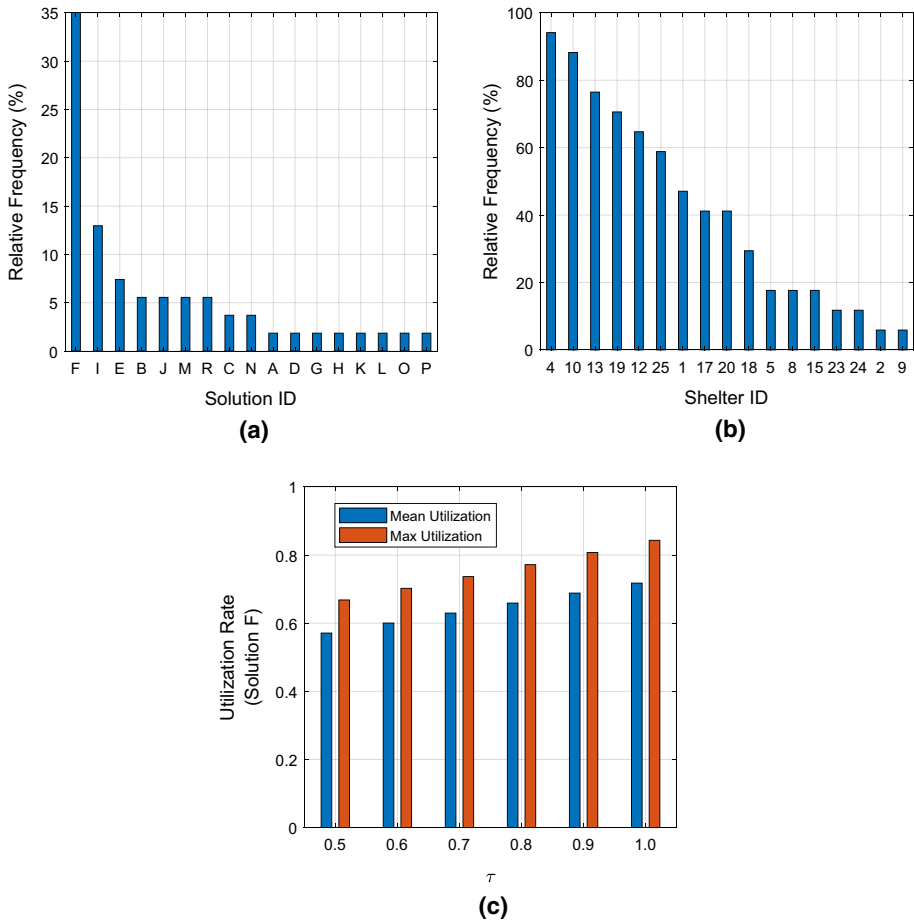 35
30
25
20
15
10
5
0
Relative Frequency (%)
F I E B J M R C N A D G H K L O P
Solution ID
(a)
100
80
60
40
20
0
Relative Frequency (%)
4 10 13 19 12 25 1 17 20 18 5 8 15 23 24 2 9
Shelter ID
(b)
1
0.8
0.6
0.4
0.2
0
Utilization Rate
(Solution F)
Mean Utilization
Max Utilization
0.5 0.6 0.7 0.8 0.9 1.0
τ
(c)